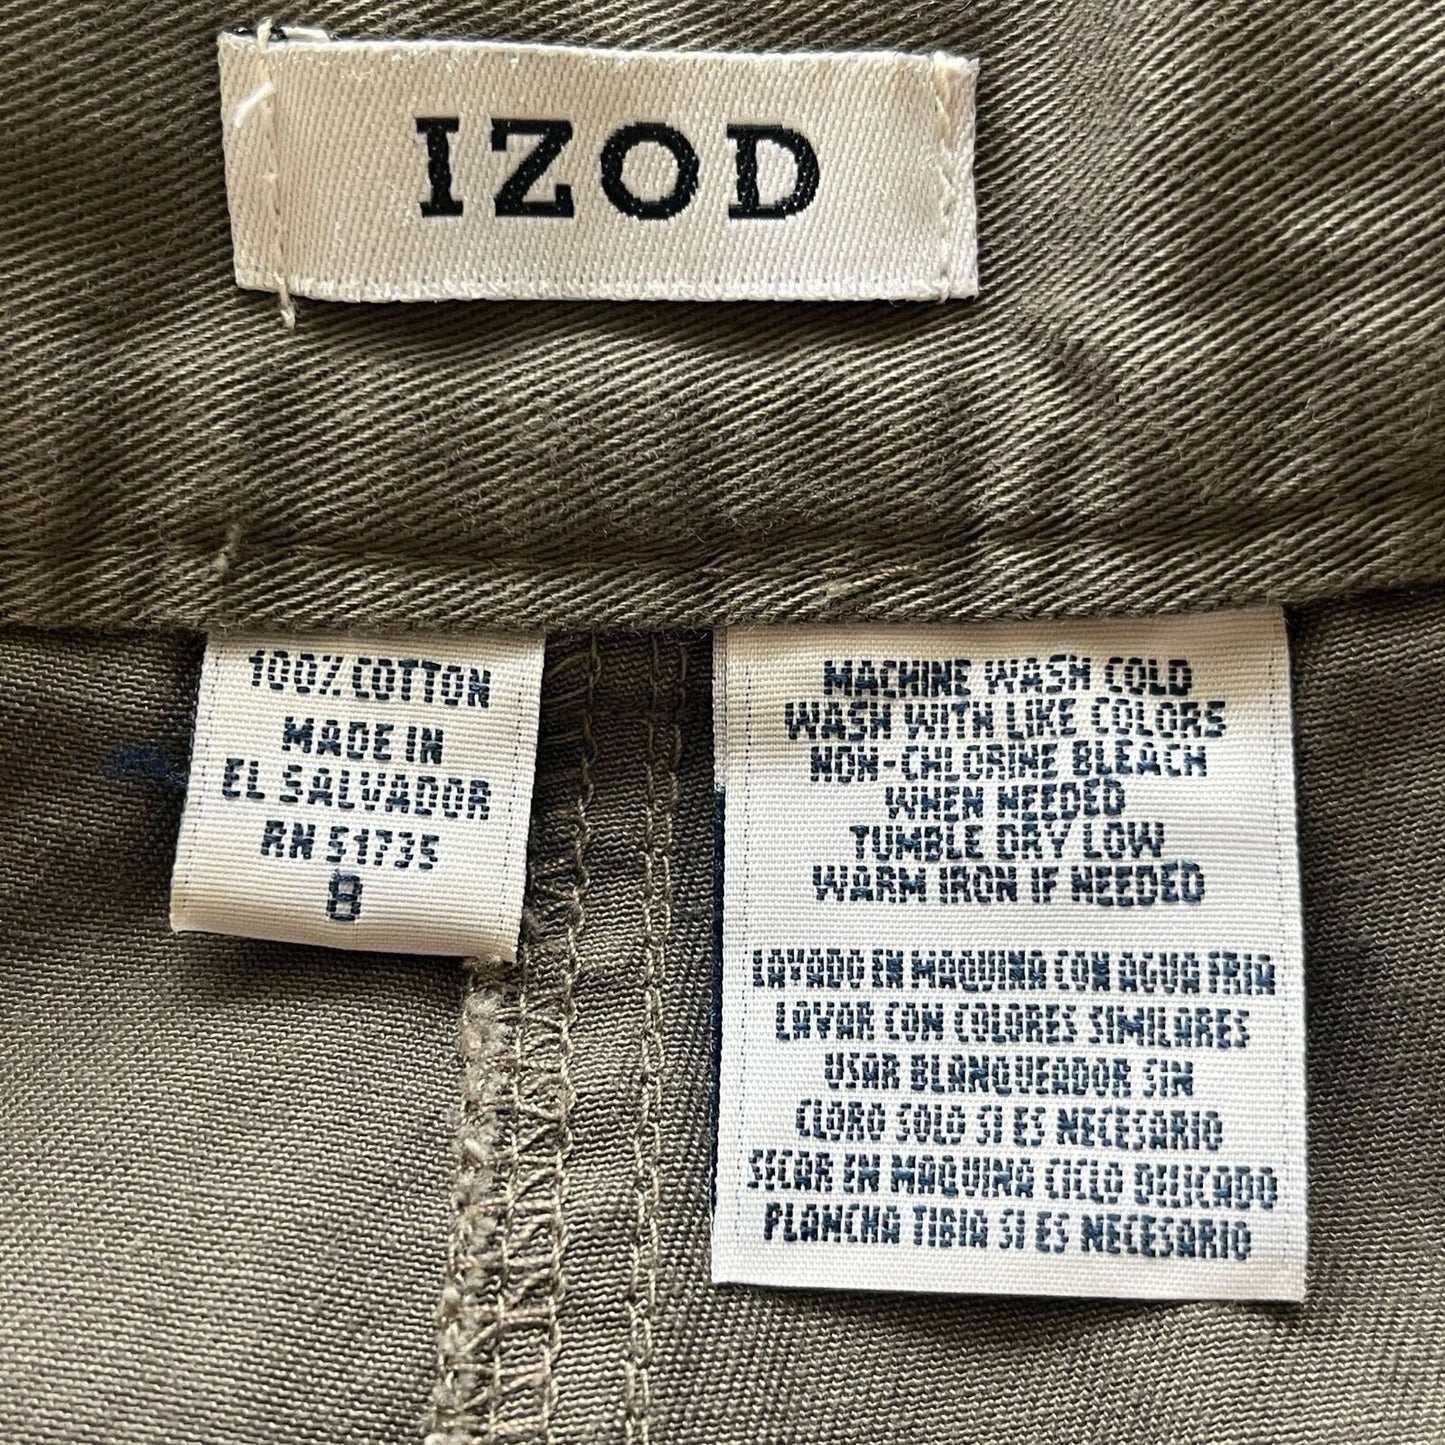 IZOD
100% COTTON
MADE IN
EL SALVADOR
RN 51735
8
MACHINE WASH COLD
WASH WITH LIKE COLORS
NON-CHLORINE BLEACH
WHEN NEEDED
TUMBLE DRY LOW
WARM IRON IF NEEDED
LAVADO EN MAQUINA CON AGUA FRIA
LAVAR CON COLORES SIMILARES
USAR BLANQUEADOR SIN
CLORO SOLO SI ES NECESARIO
SECAR EN MAQUINA CICLO DELICADO
PLANCHA TIBIA SI ES NECESARIO